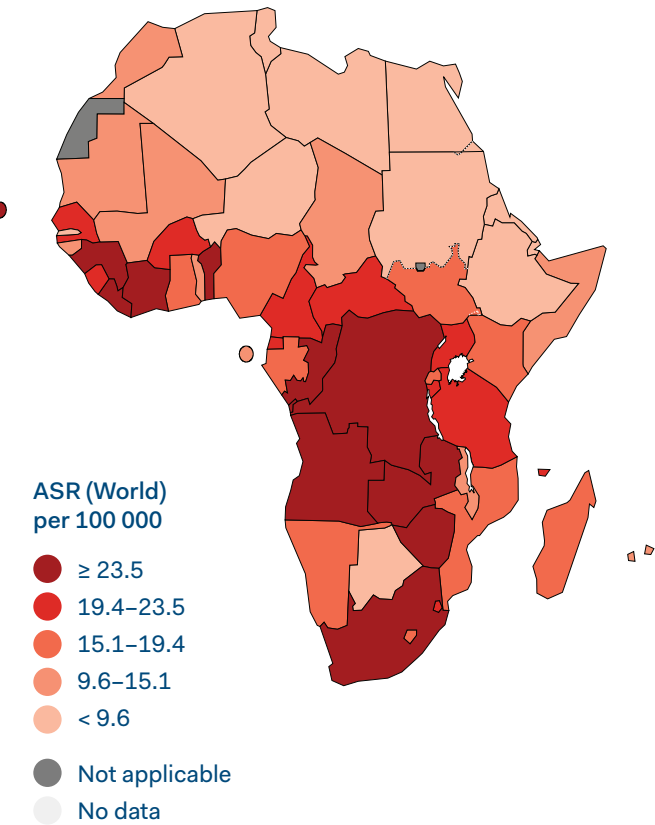 ASR (World)
per 100 000
≥ 23.5
19.4–23.5
15.1–19.4
9.6–15.1
< 9.6
Not applicable
No data